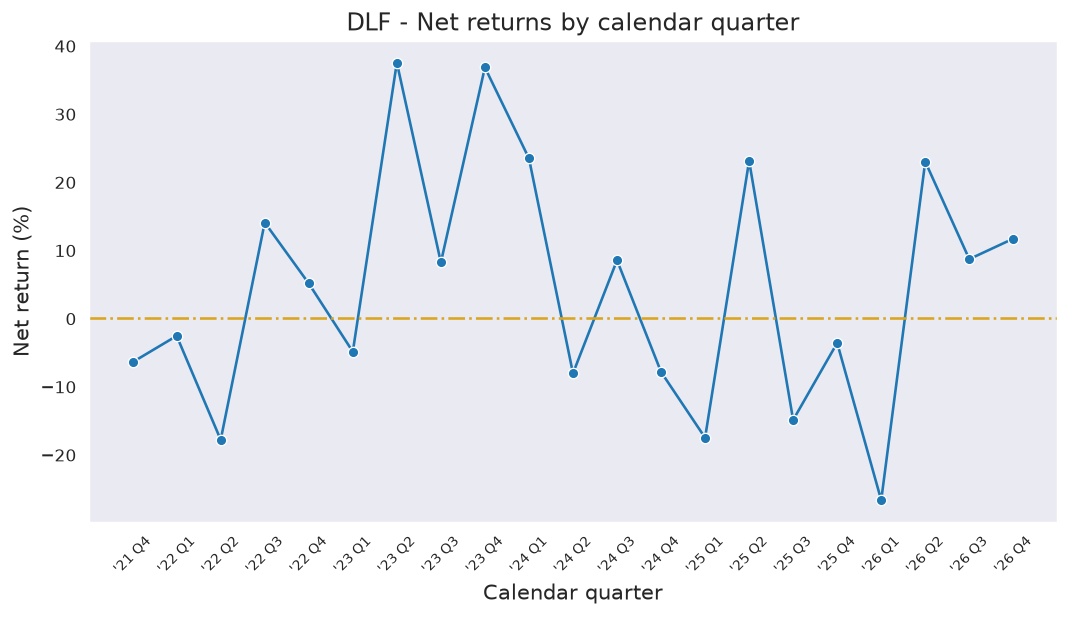 DLF - Net returns by calendar quarter
Net return (%)
40
30
20
10
0
−10
−20
'21 Q4
'22 Q1
'22 Q2
'22 Q3
'22 Q4
'23 Q1
'23 Q2
'23 Q3
'23 Q4
'24 Q1
'24 Q2
'24 Q3
'24 Q4
'25 Q1
'25 Q2
'25 Q3
'25 Q4
'26 Q1
'26 Q2
'26 Q3
'26 Q4
Calendar quarter